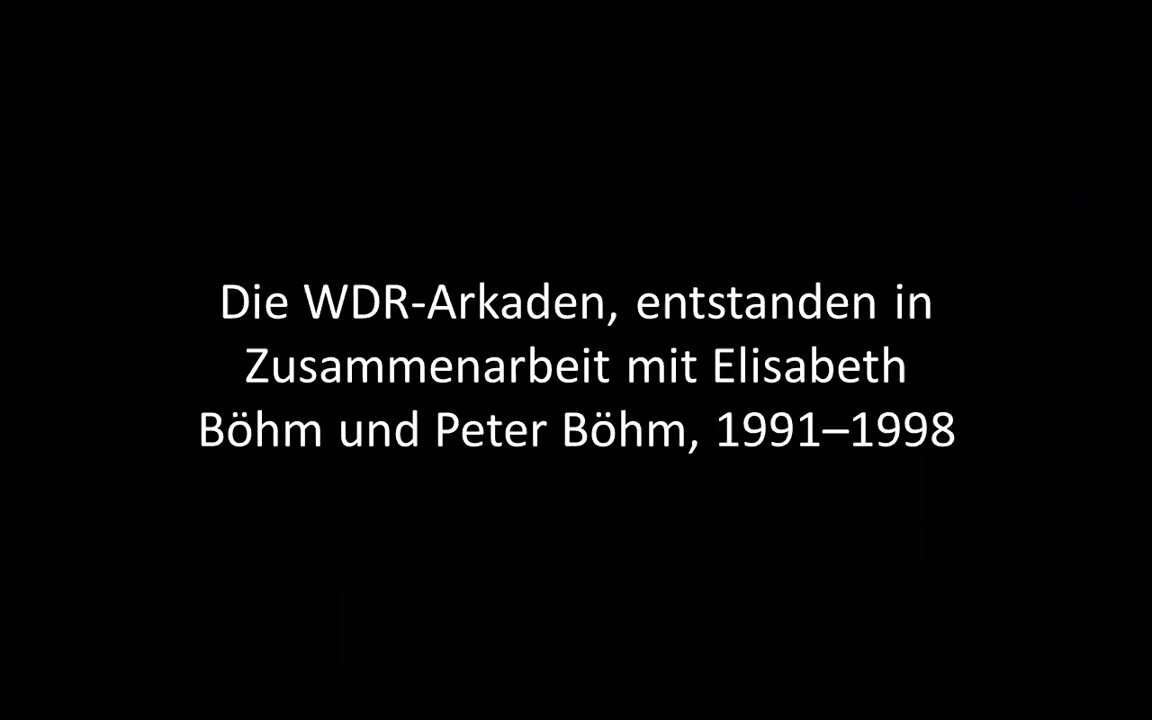 Die WDR-Arkaden, entstanden in
Zusammenarbeit mit Elisabeth
Böhm und Peter Böhm, 1991–1998